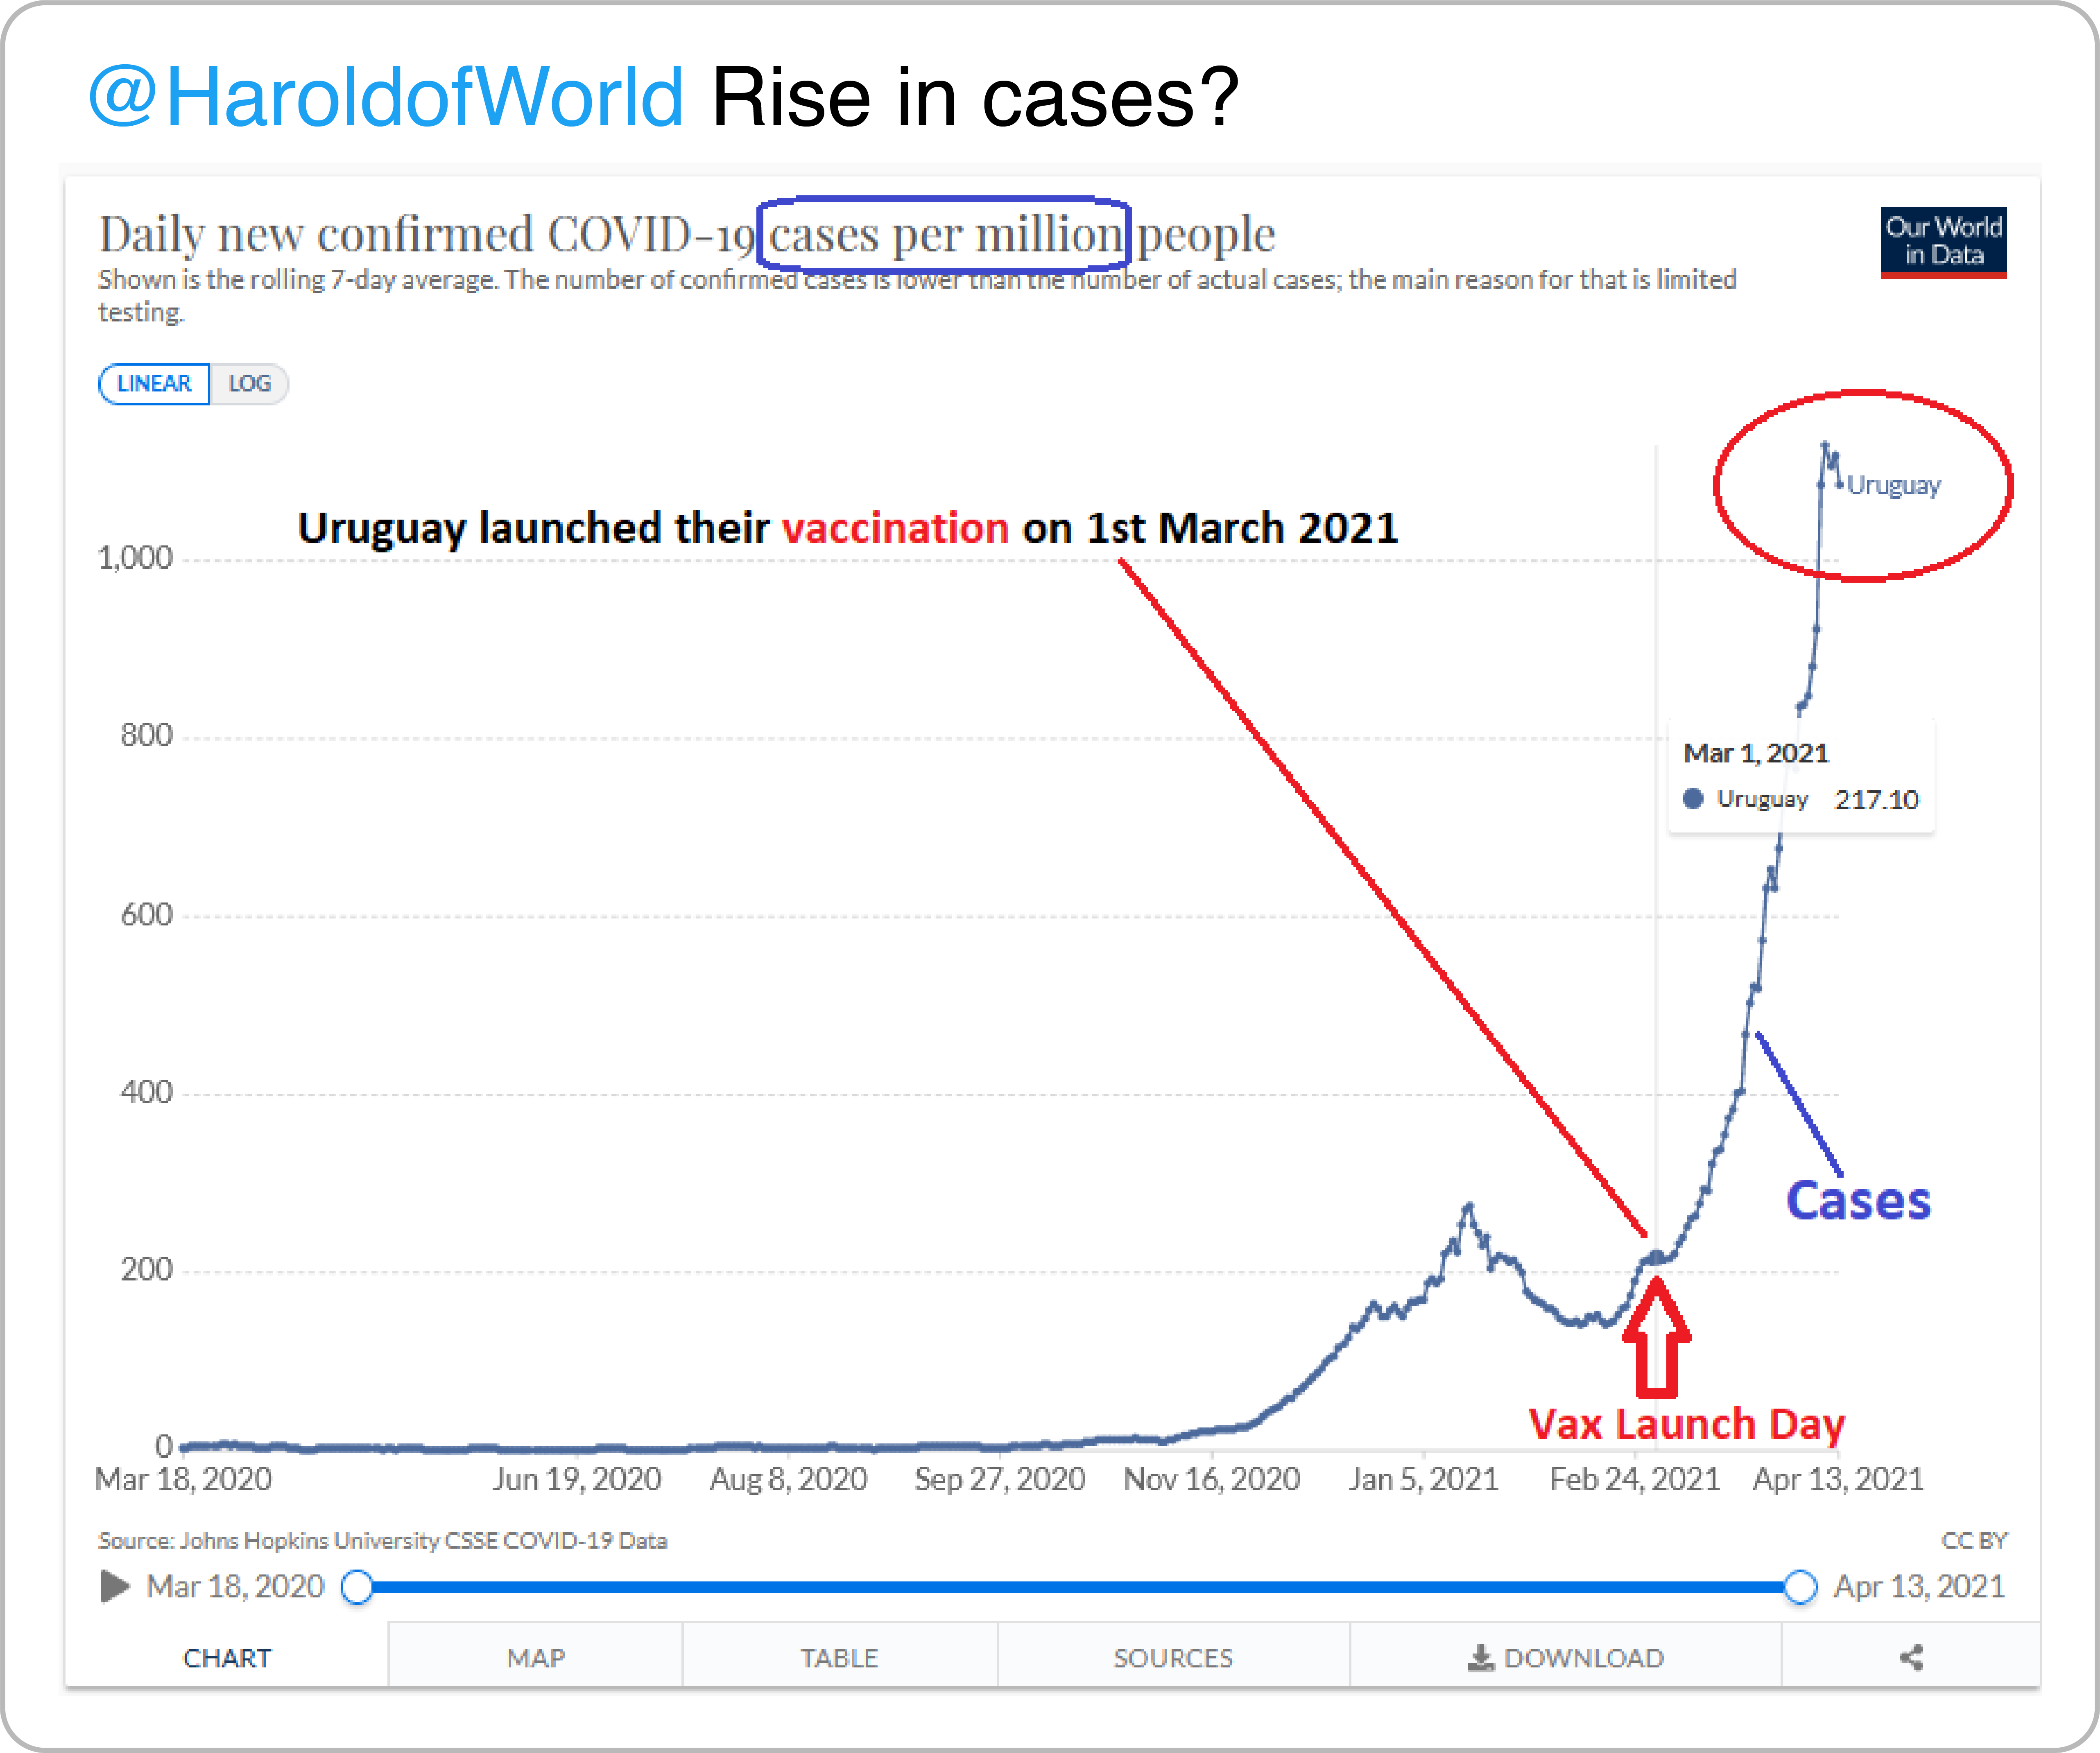 @HaroldofWorld Rise in cases?
Daily new confirmed COVID-19 cases per million people
Our World
in Data
Shown is the rolling 7-day average. The number of confirmed cases is lower than the number of actual cases; the main reason for that is limited
testing.
LINEAR LOG
Uruguay
Uruguay launched their vaccination on 1st March 2021
1,000
800
Mar 1, 2021
Uruguay 217.10
600
400
Cases
200
Vax Launch Day
0
Mar 18, 2020 Jun 19, 2020 Aug 8, 2020 Sep 27, 2020 Nov 16, 2020 Jan 5, 2021 Feb 24, 2021 Apr 13, 2021
Source: Johns Hopkins University CSSE COVID-19 Data CC BY
Mar 18, 2020 Apr 13, 2021
CHART MAP TABLE SOURCES DOWNLOAD